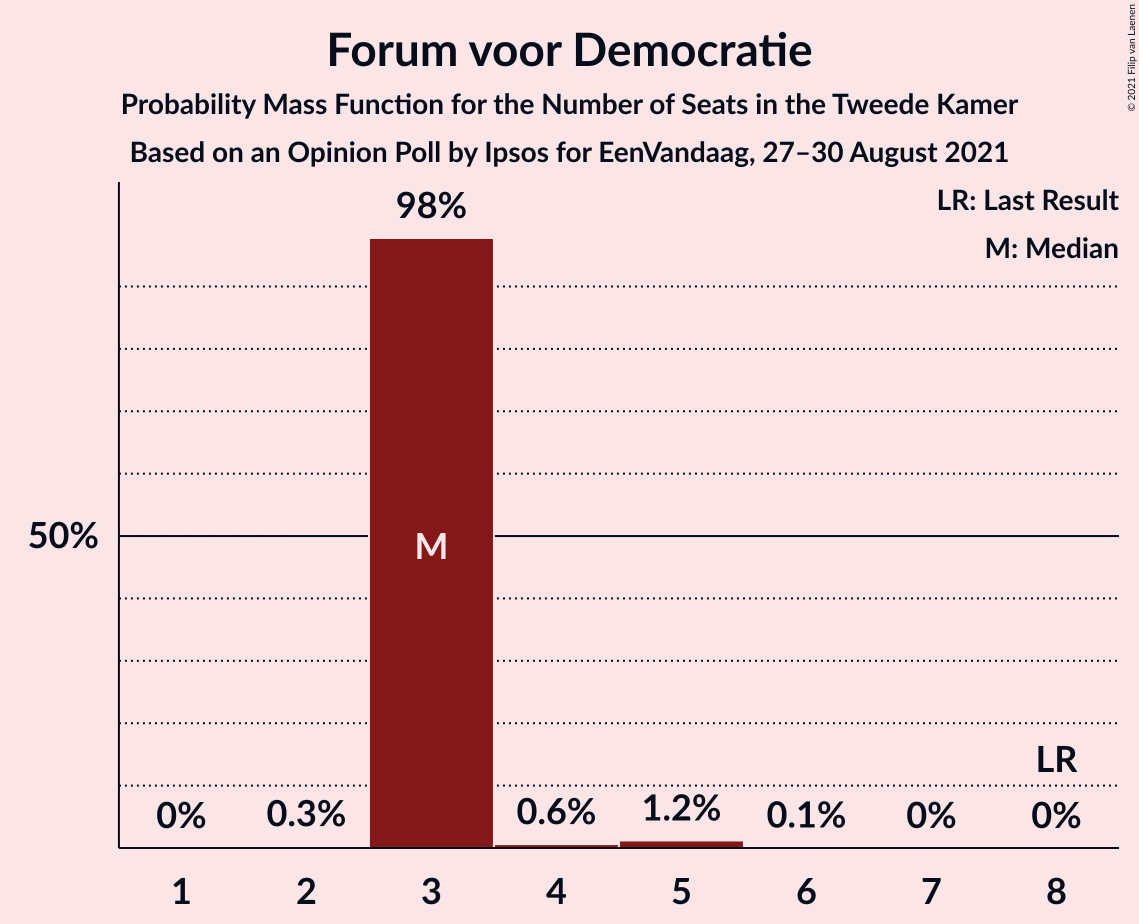 Forum voor Democratie
Probability Mass Function for the Number of Seats in the Tweede Kamer
Based on an Opinion Poll by Ipsos for EenVandaag, 27–30 August 2021
© 2021 Filip van Laenen
LR: Last Result
M: Median
98%
50%
M
LR
0%
0.3%
0.6%
1.2%
0.1%
0%
0%
1
2
3
4
5
6
7
8